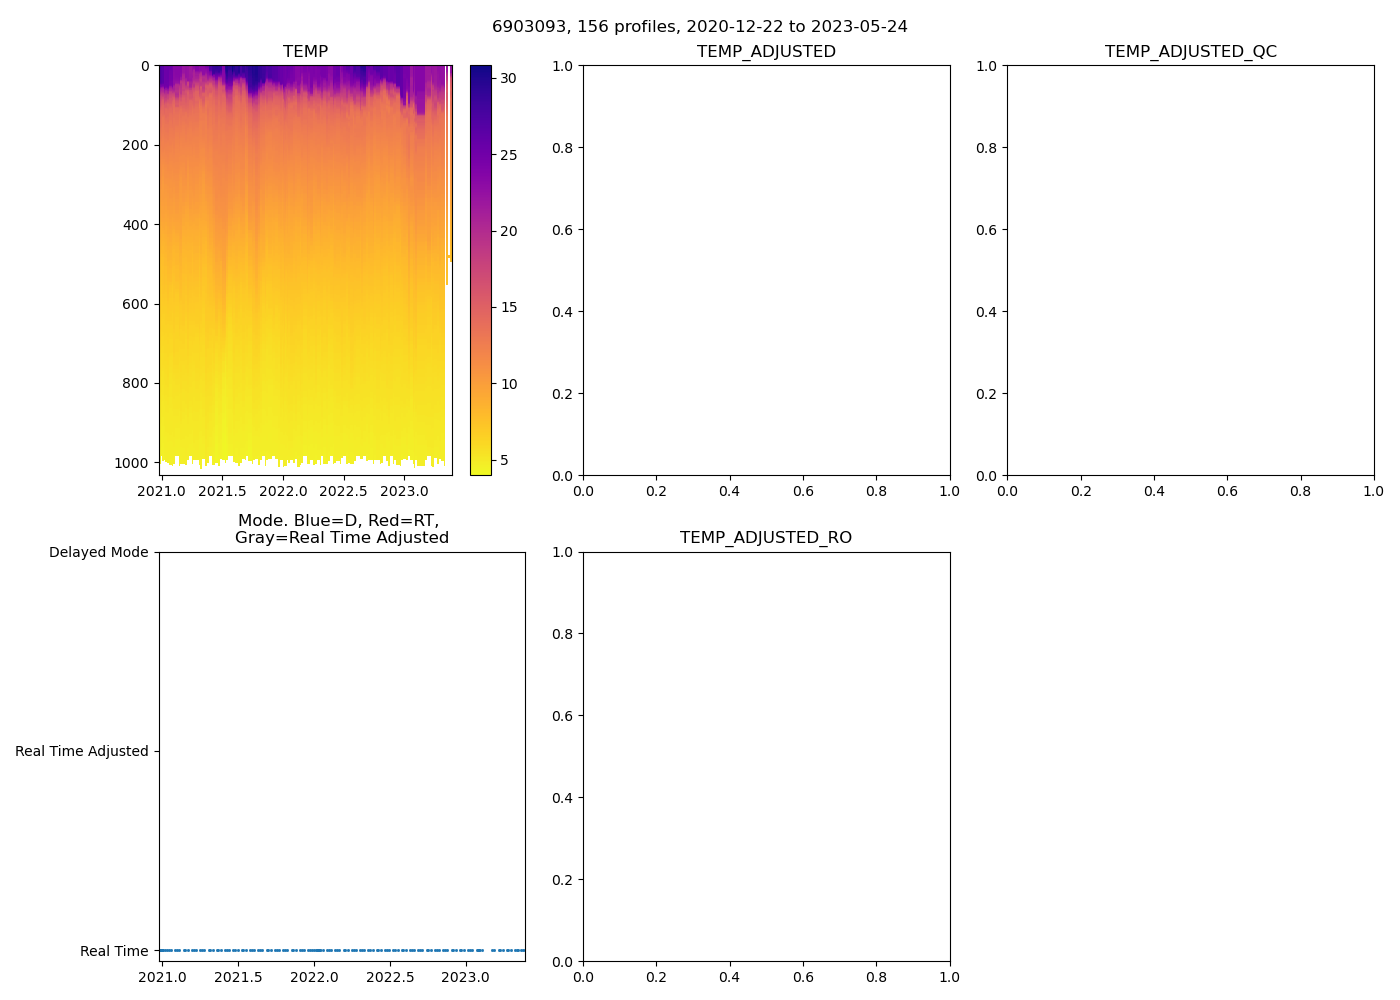 6903093, 156 profiles, 2020-12-22 to 2023-05-24
TEMP
TEMP_ADJUSTED
TEMP_ADJUSTED_QC
0
200
400
600
800
1000
2021.0 2021.5 2022.0 2022.5 2023.0
30
25
20
15
10
5
1.0
0.8
0.6
0.4
0.2
0.0
0.0 0.2 0.4 0.6 0.8 1.0
1.0
0.8
0.6
0.4
0.2
0.0
0.0 0.2 0.4 0.6 0.8 1.0
Mode. Blue=D, Red=RT,
Gray=Real Time Adjusted
Delayed Mode
Real Time Adjusted
Real Time
2021.0 2021.5 2022.0 2022.5 2023.0
TEMP_ADJUSTED_RO
1.0
0.8
0.6
0.4
0.2
0.0
0.0 0.2 0.4 0.6 0.8 1.0